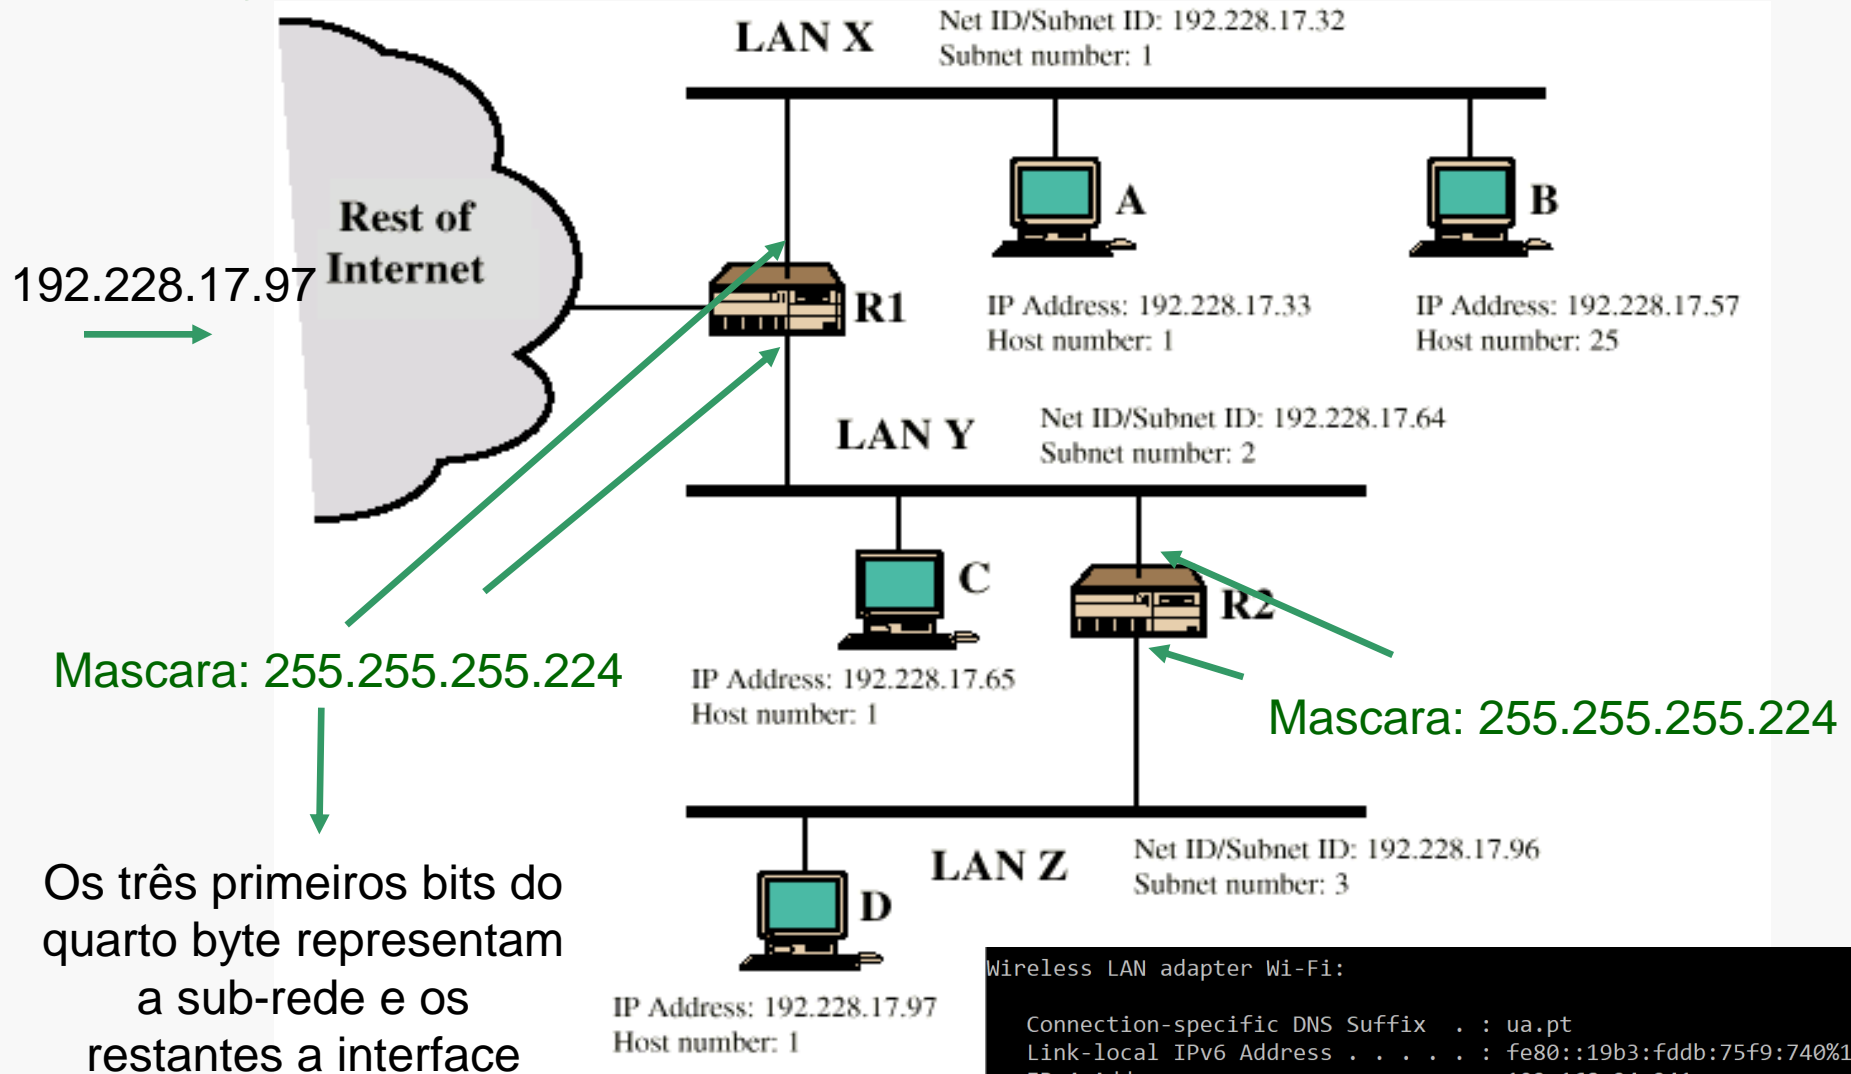 LAN X
Net ID/Subnet ID: 192.228.17.32
Subnet number: 1
Rest of
Internet
192.228.17.97
A
B
R1
IP Address: 192.228.17.33
Host number: 1
IP Address: 192.228.17.57
Host number: 25
LAN Y
Net ID/Subnet ID: 192.228.17.64
Subnet number: 2
C
R2
Mascara: 255.255.255.224
IP Address: 192.228.17.65
Host number: 1
Mascara: 255.255.255.224
LAN Z
Net ID/Subnet ID: 192.228.17.96
Subnet number: 3
Os três primeiros bits do
quarto byte representam
a sub-rede e os
restantes a interface
D
IP Address: 192.228.17.97
Host number: 1
Wireless LAN adapter Wi-Fi:
Connection-specific DNS Suffix . : ua.pt
Link-local IPv6 Address . . . . . : fe80::19b3:fddb:75f9:740%1